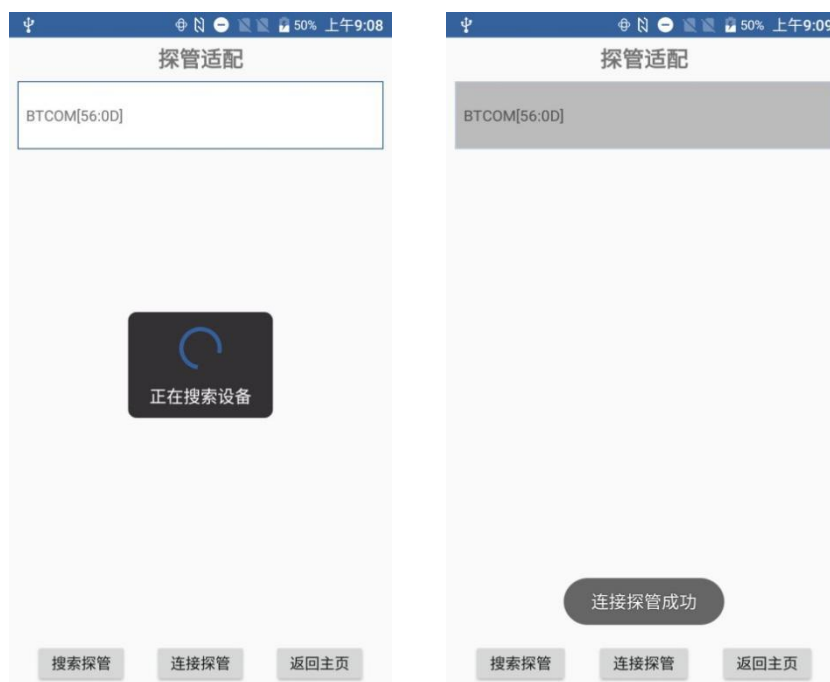 50% 上午9:08
探管适配
BTCOM[56:0D]
正在搜索设备
搜索探管 连接探管 返回主页
50% 上午9:09
探管适配
BTCOM[56:0D]
连接探管成功
搜索探管 连接探管 返回主页